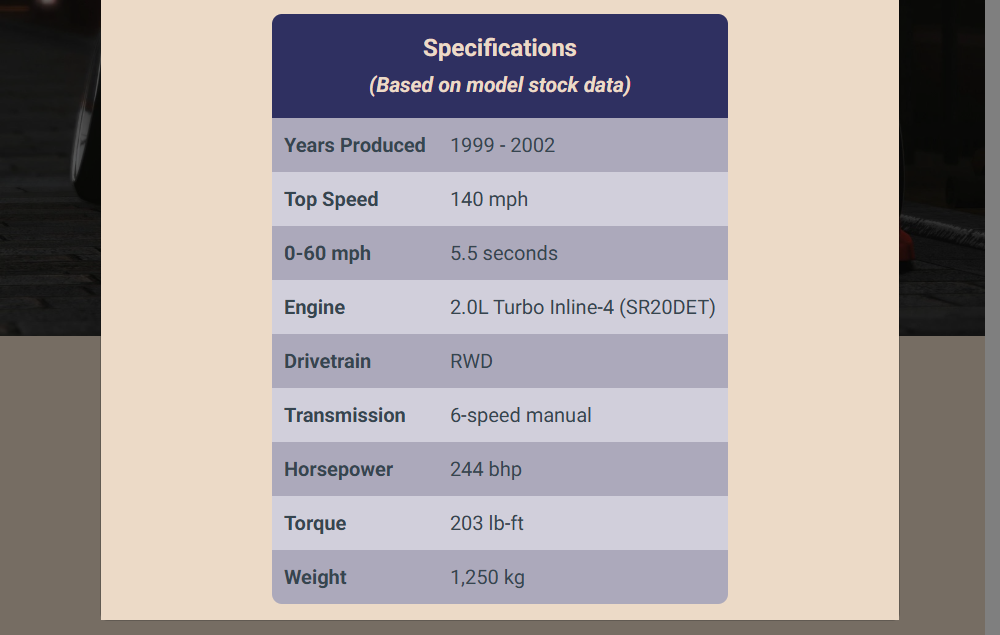 Specifications
(Based on model stock data)
Years Produced 1999 - 2002
Top Speed 140 mph
0-60 mph 5.5 seconds
Engine 2.0L Turbo Inline-4 (SR20DET)
Drivetrain RWD
Transmission 6-speed manual
Horsepower 244 bhp
Torque 203 lb-ft
Weight 1,250 kg